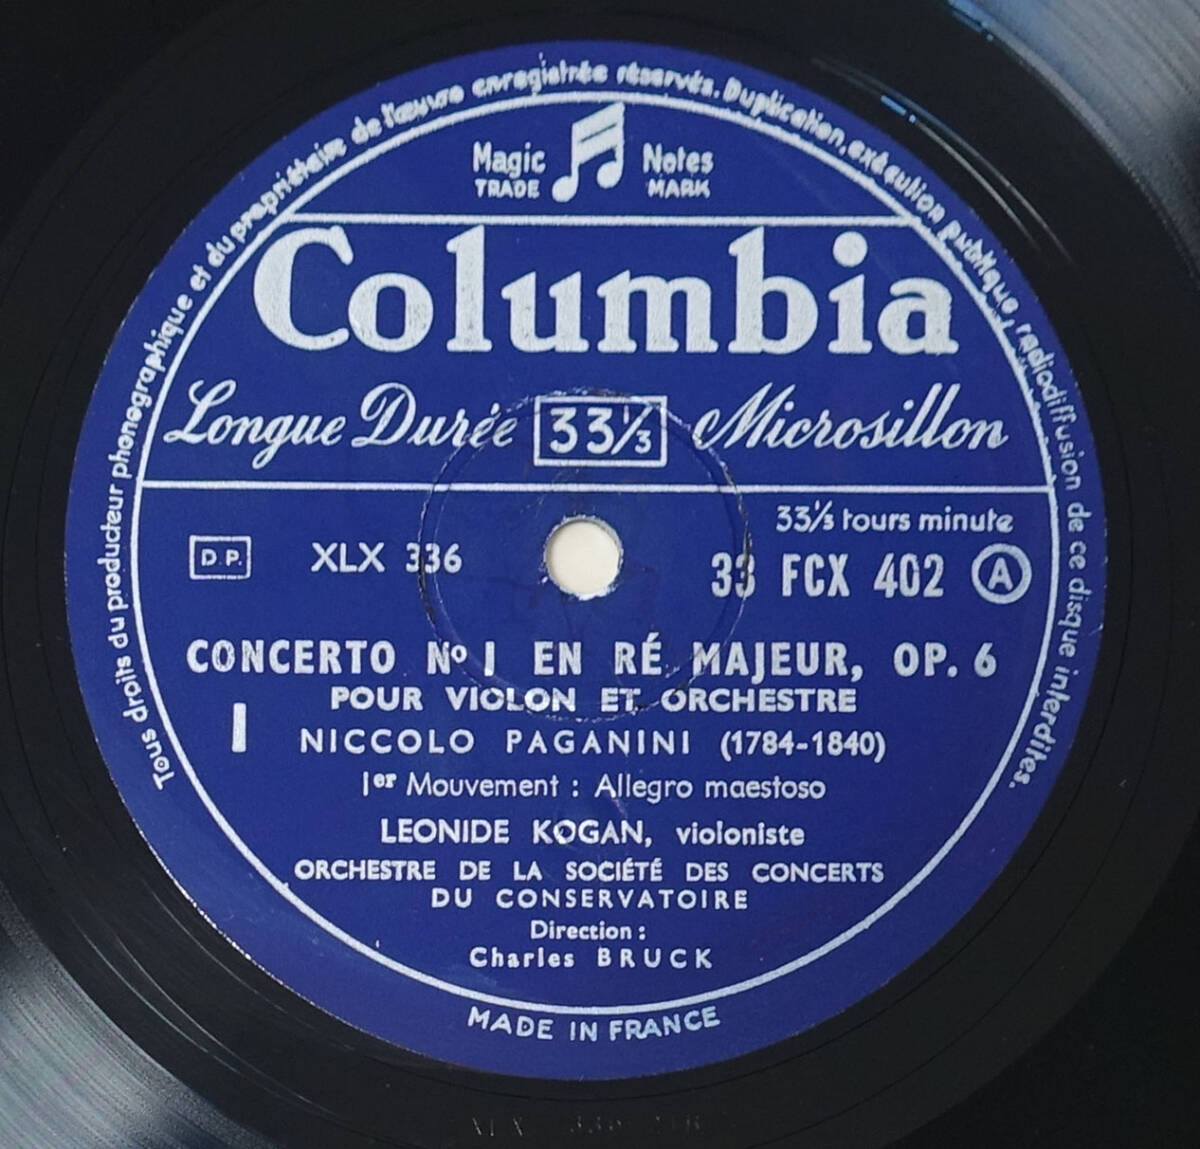 Tous droits du producteur phonographique et du propriétaire de l'œuvre enregistrée réservés. Duplication, exécution publique, radiodiffusion de ce disque interdites.
Magic Notes
TRADE MARK
Columbia
Longue Durée 33⅓ Microsillon
33⅓ tours minute
D.P. XLX 336 33 FCX 402 A
CONCERTO Nº 1 EN RÉ MAJEUR, OP. 6
POUR VIOLON ET ORCHESTRE
I NICCOLO PAGANINI (1784-1840)
1er Mouvement : Allegro maestoso
LEONIDE KOGAN, violoniste
ORCHESTRE DE LA SOCIÉTÉ DES CONCERTS
DU CONSERVATOIRE
Direction :
Charles BRUCK
MADE IN FRANCE